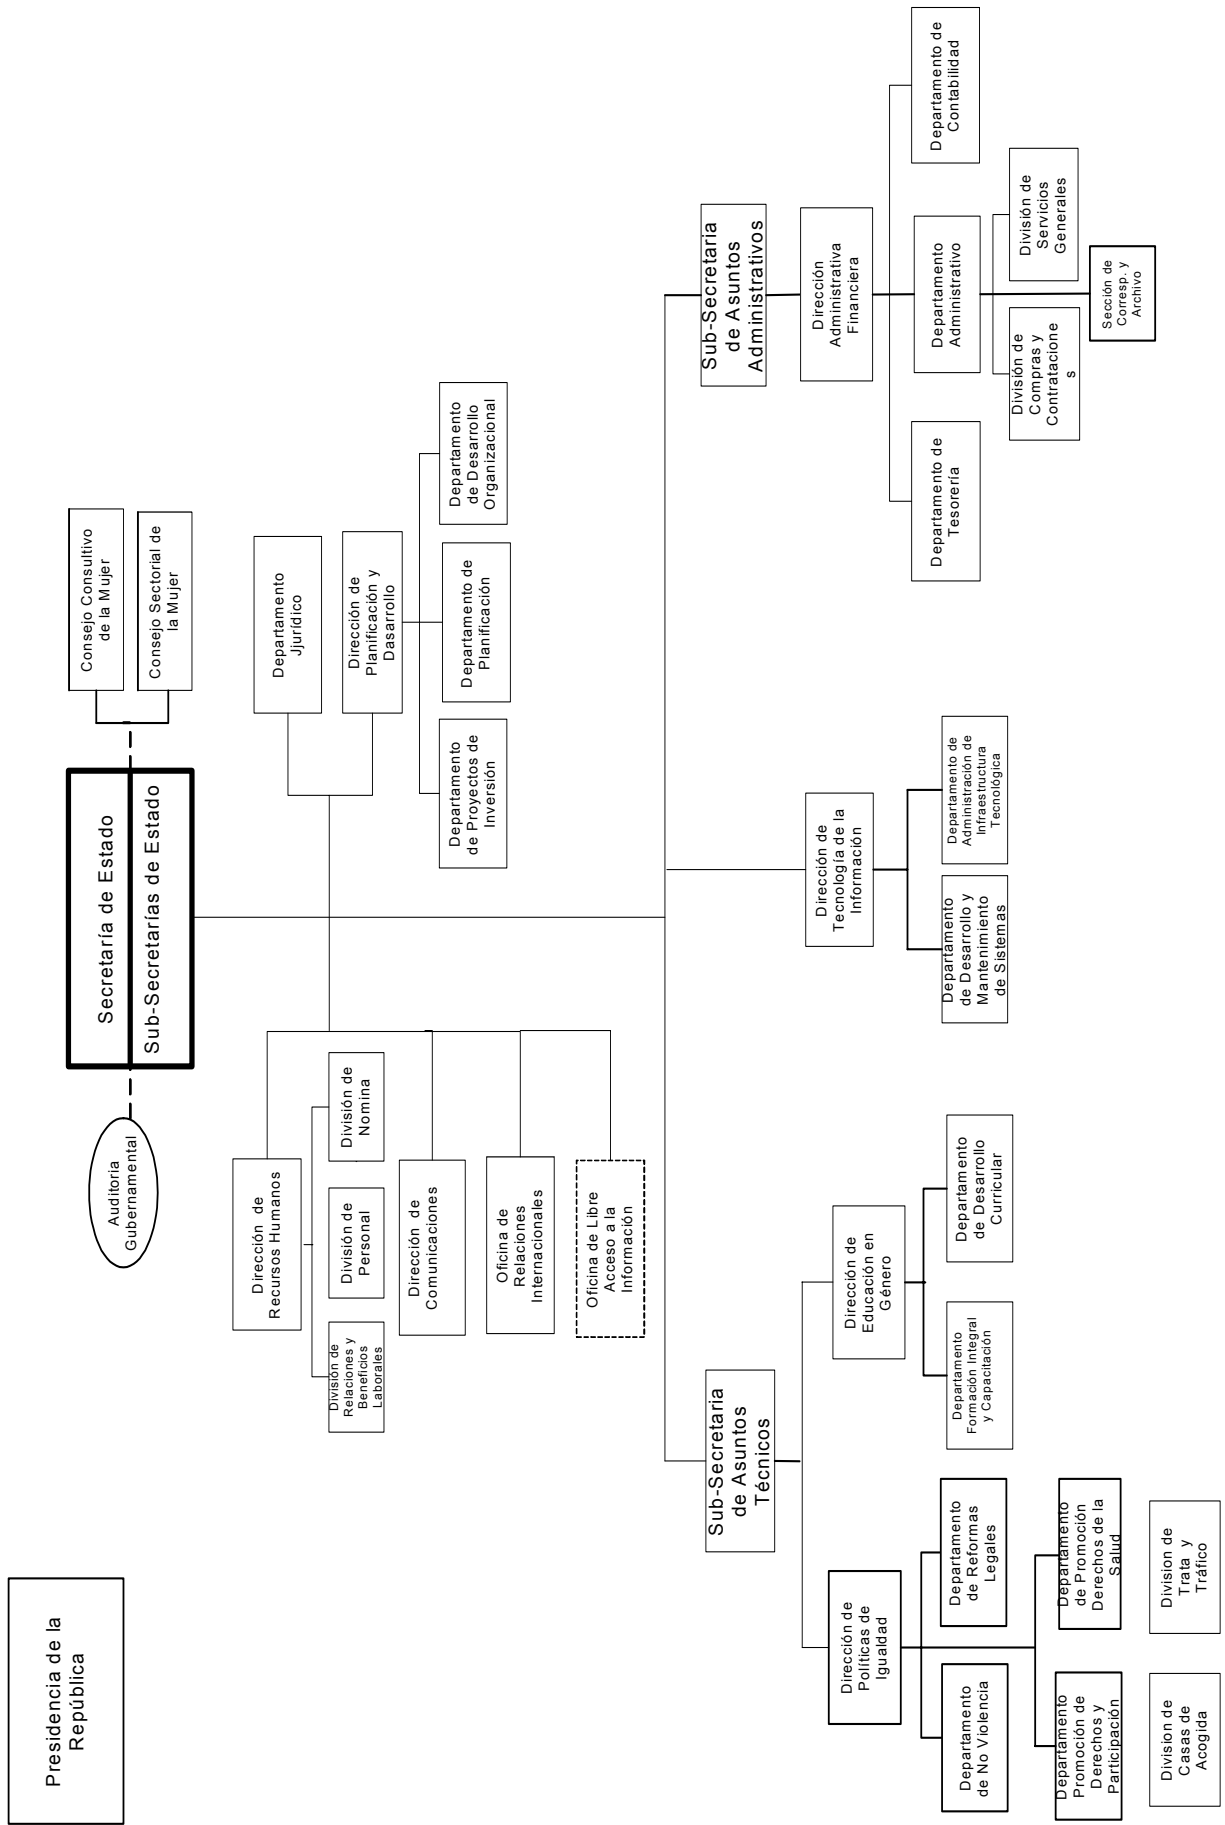 Presidencia de la
República
Secretaría de Estado
Sub-Secretarías de Estado
Auditoria
Gubernamental
Consejo Consultivo
de la Mujer
Consejo Sectorial de
la Mujer
Dirección de
Recursos Humanos
División de
Relaciones y
Beneficios
Laborales
División de
Personal
División de
Nomina
Dirección de
Comunicaciones
Oficina de
Relaciones
Internacionales
Oficina de Libre
Acceso a la
Información
Departamento
Jjurídico
Dirección de
Planificación y
Dasarrollo
Departamento
de Proyectos de
Inversión
Departamento de
Planificación
Departamento
de Desarrollo
Organizacional
Sub-Secretaria
de Asuntos
Técnicos
Dirección de
Políticas de
Igualdad
Departamento
de No Violencia
Departamento
de Reformas
Legales
Departamento
Promoción de
Derechos y
Participación
Departamento
de Promoción
Derechos de la
Salud
Division de
Casas de
Acogida
Division de
Trata y
Tráfico
Dirección de
Educación en
Género
Departamento
Formación Integral
y Capacitación
Departamento
de Desarrollo
Curricular
Dirección de
Tecnología de la
Información
Departamento
de Desarrollo y
Mantenimiento
de Sistemas
Departamento de
Administración de
Infraestructura
Tecnológica
Sub-Secretaria
de Asuntos
Administrativos
Dirección
Administrativa
Financiera
Departamento de
Tesorería
Departamento
Administrativo
Departamento de
Contabilidad
División de
Compras y
Contratacione
s
División de
Servicios
Generales
Sección de
Corresp. y
Archivo